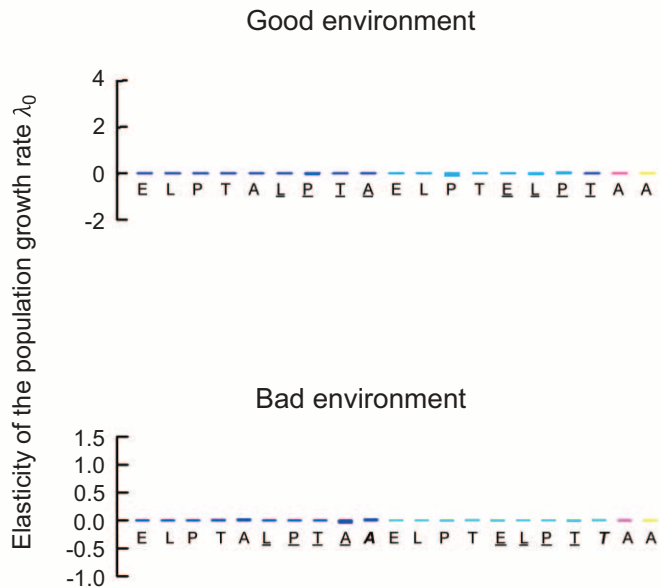 Good environment
Elasticity of the population growth rate λ0
4
2
0
-2
E L P T A L P T A E L P T E L P T A A
Bad environment
1.5
1.0
0.5
0.0
-0.5
-1.0
E L P T A L P T A A E L P T E L P T T A A